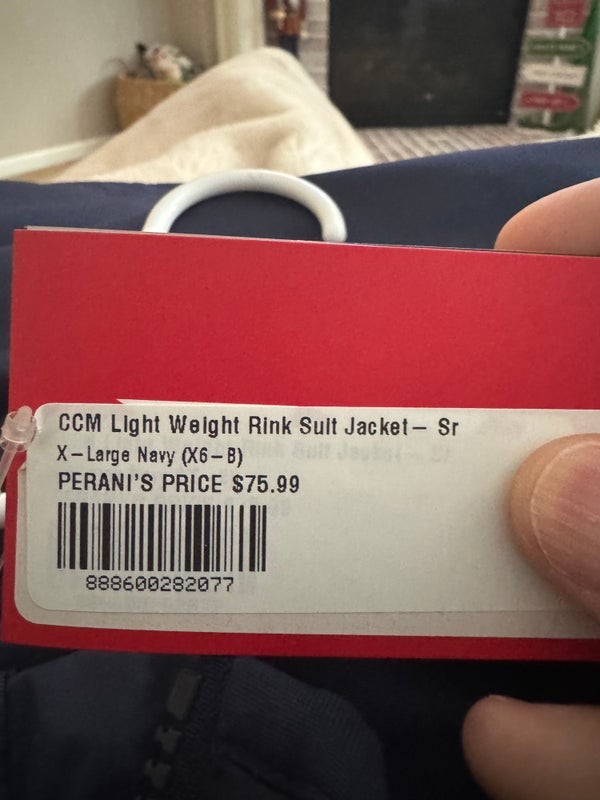 CCM Light Weight Rink Suit Jacket– Sr
X–Large Navy (X6–B)
PERANI'S PRICE $75.99
888600282077